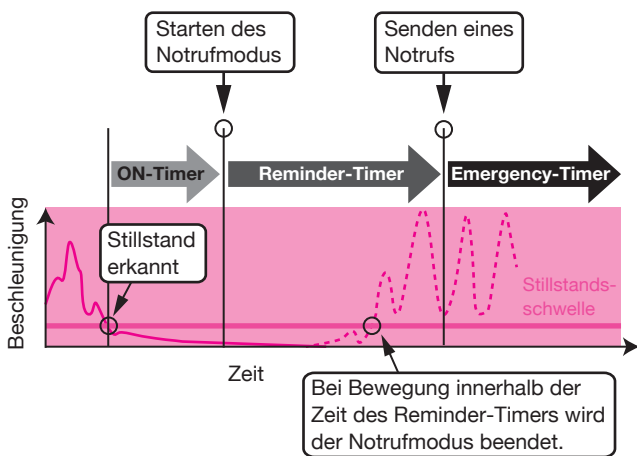 Starten des
Notrufmodus
Senden eines
Notrufs
ON-Timer
Reminder-Timer
Emergency-Timer
Beschleunigung
Stillstand
erkannt
Stillstands-
schwelle
Zeit
Bei Bewegung innerhalb der
Zeit des Reminder-Timers wird
der Notrufmodus beendet.